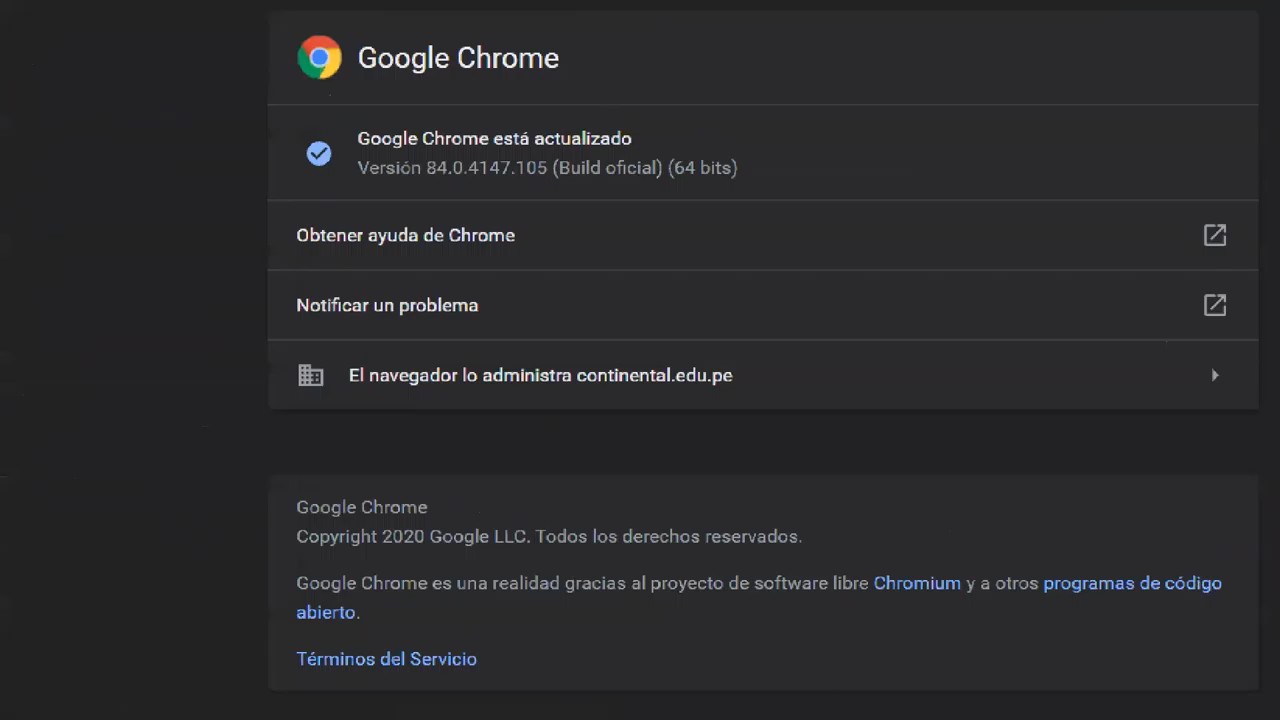 Google Chrome
Google Chrome está actualizado
Versión 84.0.4147.105 (Build oficial) (64 bits)
Obtener ayuda de Chrome
Notificar un problema
El navegador lo administra continental.edu.pe
Google Chrome
Copyright 2020 Google LLC. Todos los derechos reservados.
Google Chrome es una realidad gracias al proyecto de software libre Chromium y a otros programas de código
abierto.
Términos del Servicio